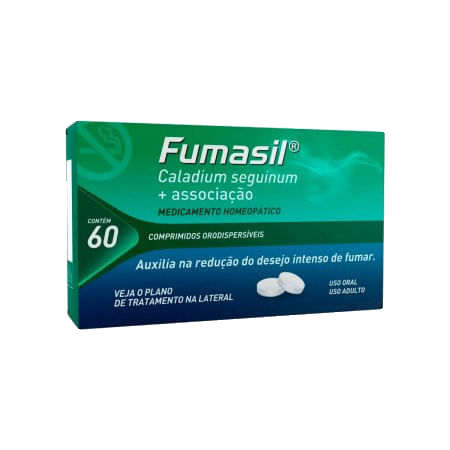 Fumasil®
Caladium seguinum
+ associação
MEDICAMENTO HOMEOPÁTICO
CONTÉM
60
COMPRIMIDOS ORODISPERSÍVEIS
Auxilia na redução do desejo intenso de fumar.
VEJA O PLANO
DE TRATAMENTO NA LATERAL
USO ORAL
USO ADULTO